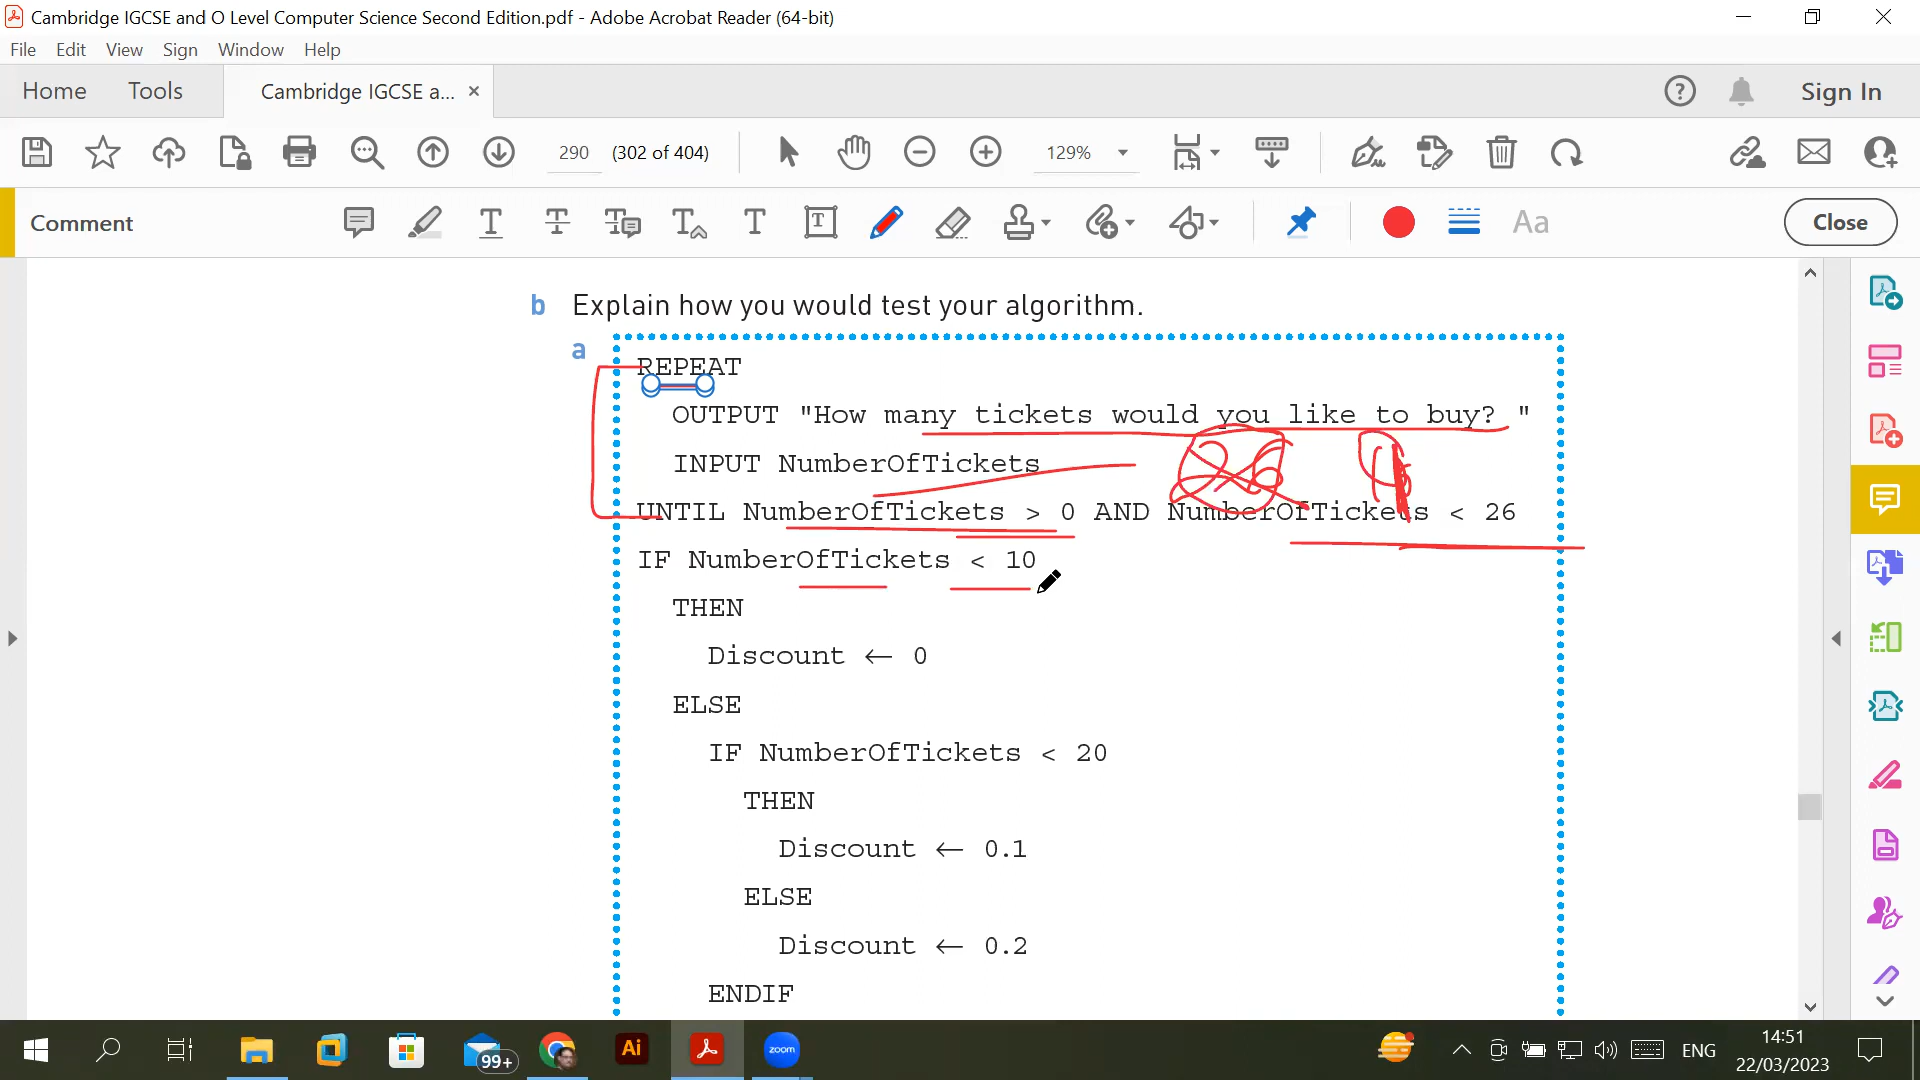 Cambridge IGCSE and O Level Computer Science Second Edition.pdf - Adobe Acrobat Reader (64-bit)
File Edit View Sign Window Help
Home Tools Cambridge IGCSE a... × Sign In
290 (302 of 404) 129%
Comment Aa Close
b Explain how you would test your algorithm.
a
REPEAT
OUTPUT "How many tickets would you like to buy? "
INPUT NumberOfTickets
26
UNTIL NumberOfTickets > 0 AND NumberOfTickets < 26
IF NumberOfTickets < 10
THEN
Discount ← 0
ELSE
IF NumberOfTickets < 20
THEN
Discount ← 0.1
ELSE
Discount ← 0.2
ENDIF
99+ Ai zoom ENG 14:51
22/03/2023